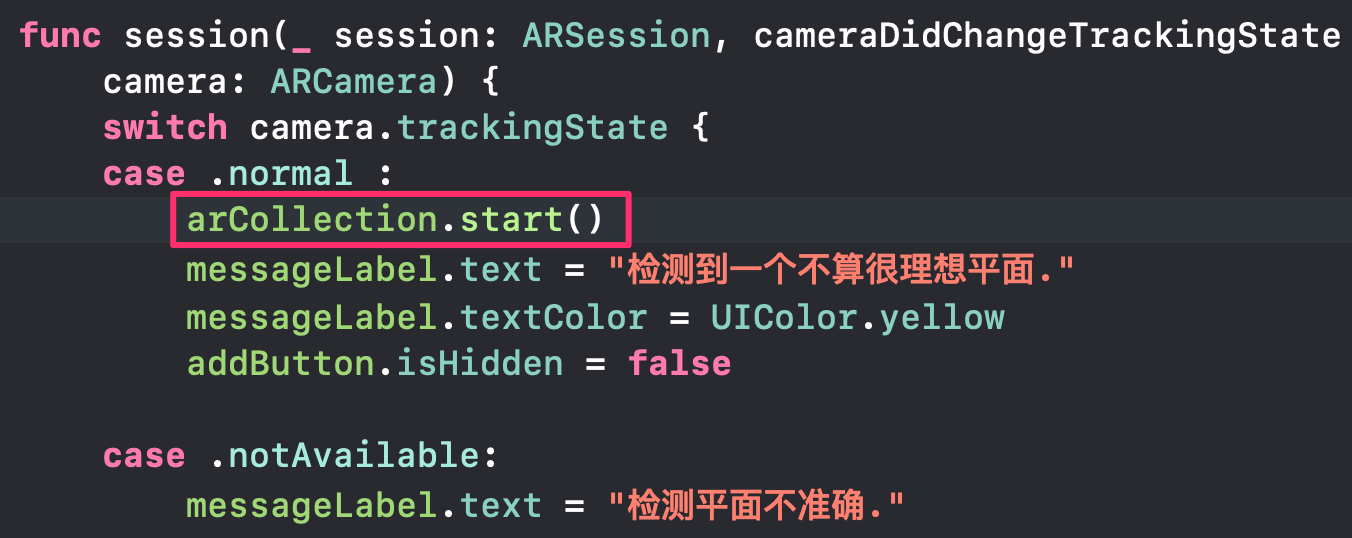 func session(_ session: ARSession, cameraDidChangeTrackingState
camera: ARCamera) {
switch camera.trackingState {
case .normal :
arCollection.start()
messageLabel.text = "检测到一个不算很理想平面."
messageLabel.textColor = UIColor.yellow
addButton.isHidden = false
case .notAvailable:
messageLabel.text = "检测平面不准确."